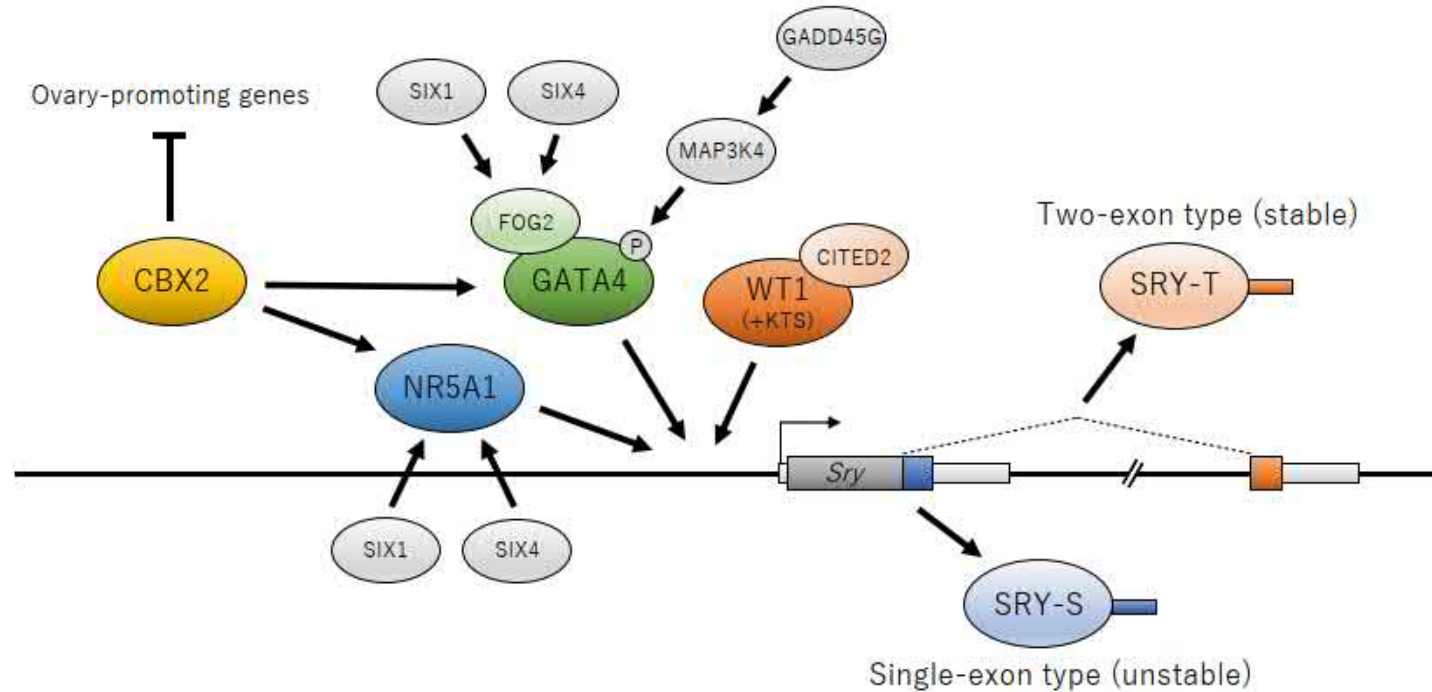 GADD45G
SIX1
SIX4
Ovary-promoting genes
MAP3K4
FOG2
P
Two-exon type (stable)
CITED2
CBX2
GATA4
WT1
(+KTS)
SRY-T
NR5A1
Sry
SIX1
SIX4
SRY-S
Single-exon type (unstable)